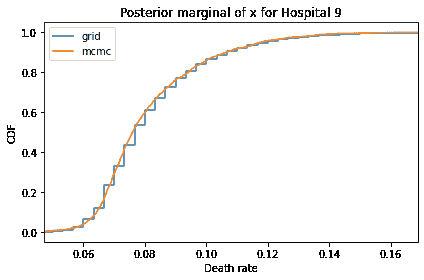 Posterior marginal of x for Hospital 9
grid
mcmc
CDF
1.0
0.8
0.6
0.4
0.2
0.0
0.06 0.08 0.10 0.12 0.14 0.16
Death rate